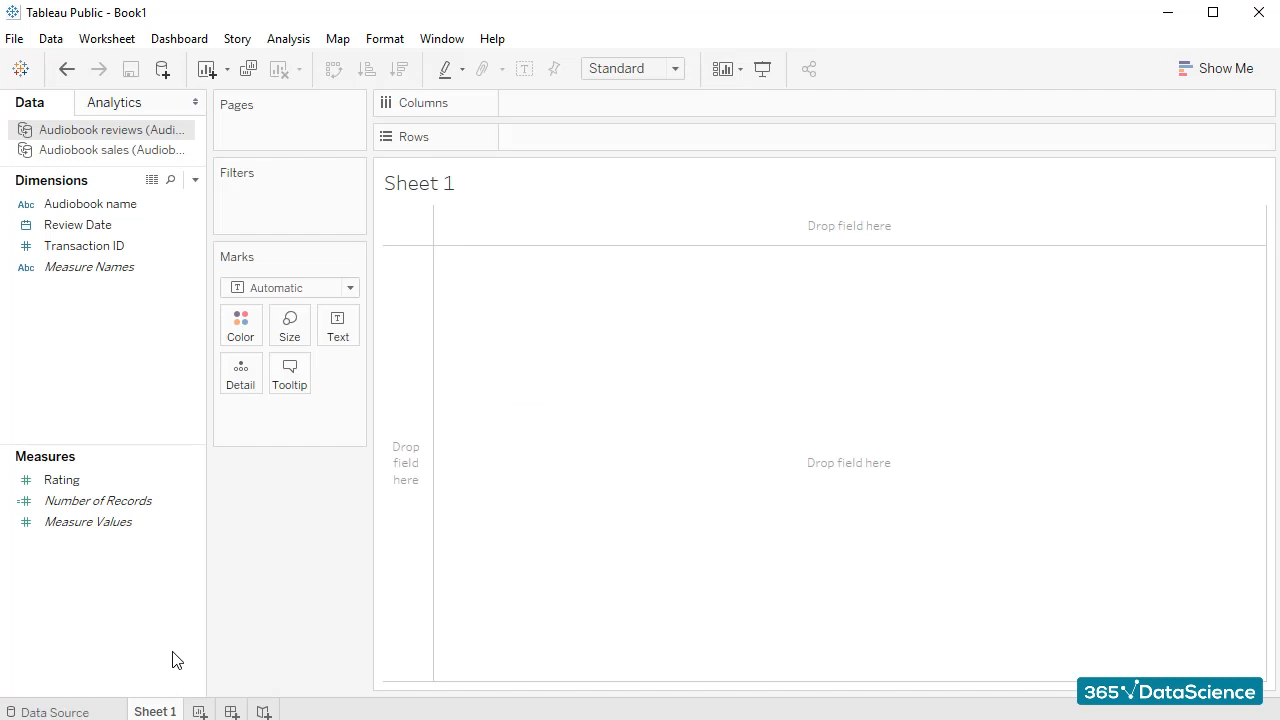 Tableau Public - Book1
File Data Worksheet Dashboard Story Analysis Map Format Window Help
Standard
Show Me
Data Analytics
Audiobook reviews (Audi...
Audiobook sales (Audiob...
Dimensions
Abc Audiobook name
Review Date
Transaction ID
Abc Measure Names
Measures
Rating
Number of Records
Measure Values
Pages
Filters
Marks
Automatic
Color Size Text
Detail Tooltip
Columns
Rows
Sheet 1
Drop field here
Drop
field
here
Drop field here
365 DataScience
Data Source Sheet 1